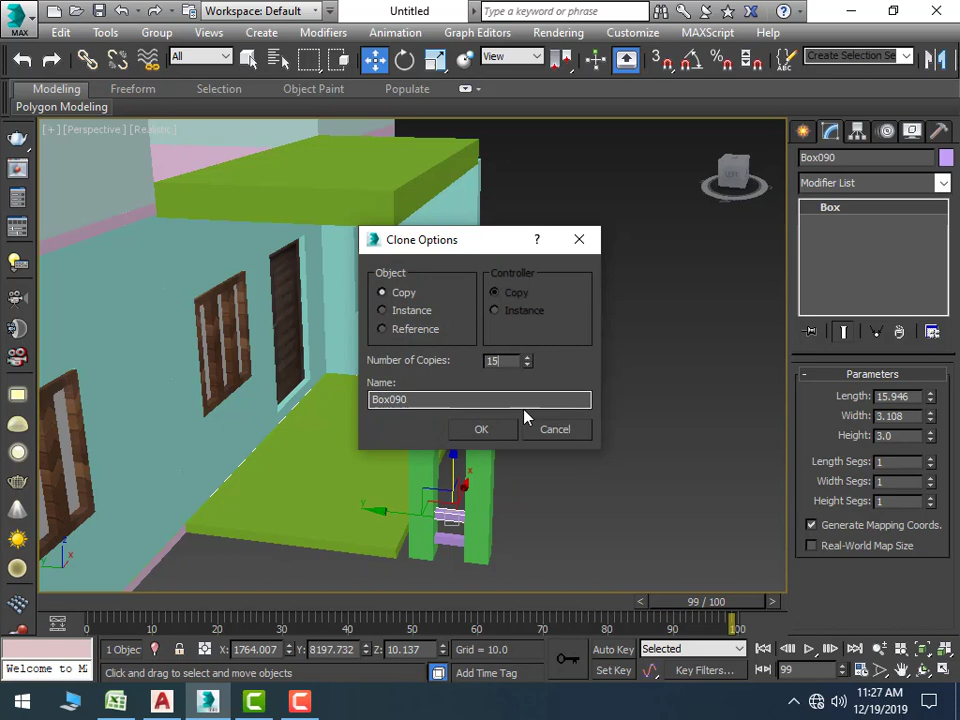 Workspace: Default
Untitled
Type a keyword or phrase
MAX
Edit Tools Group Views Create Modifiers Animation Graph Editors Rendering Customize MAXScript Help
All
View
3
Create Selection Se
Modeling Freeform Selection Object Paint Populate
Polygon Modeling
[+] [Perspective] [Realistic]
Box090
Modifier List
Box
Clone Options
?
Object
Controller
Copy
Copy
Instance
Instance
Reference
Number of Copies: 15
Name:
Box090
OK
Cancel
Parameters
Length: 15.946
Width: 3.108
Height: 3.0
Length Segs: 1
Width Segs: 1
Height Segs: 1
Generate Mapping Coords.
Real-World Map Size
x
y
z
x
99 / 100
10 20 30 40 50 60 70 80 90 100
1 Objec
X: 1764.007
Y: 8197.732
Z: 10.137
Grid = 10.0
Auto Key
Selected
Welcome to M
Click and drag to select and move objects
Add Time Tag
Set Key
Key Filters...
99
11:27 AM
12/19/2019